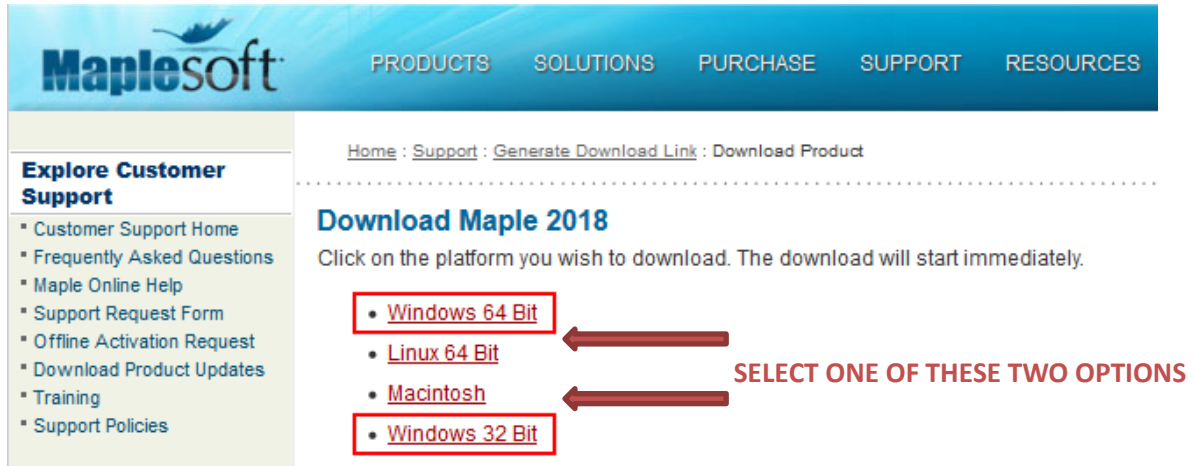 Maplesoft
PRODUCTS SOLUTIONS PURCHASE SUPPORT RESOURCES
Home : Support : Generate Download Link : Download Product
Explore Customer
Support
Customer Support Home
Frequently Asked Questions
Maple Online Help
Support Request Form
Offline Activation Request
Download Product Updates
Training
Support Policies
Download Maple 2018
Click on the platform you wish to download. The download will start immediately.
Windows 64 Bit
Linux 64 Bit
Macintosh
Windows 32 Bit
SELECT ONE OF THESE TWO OPTIONS